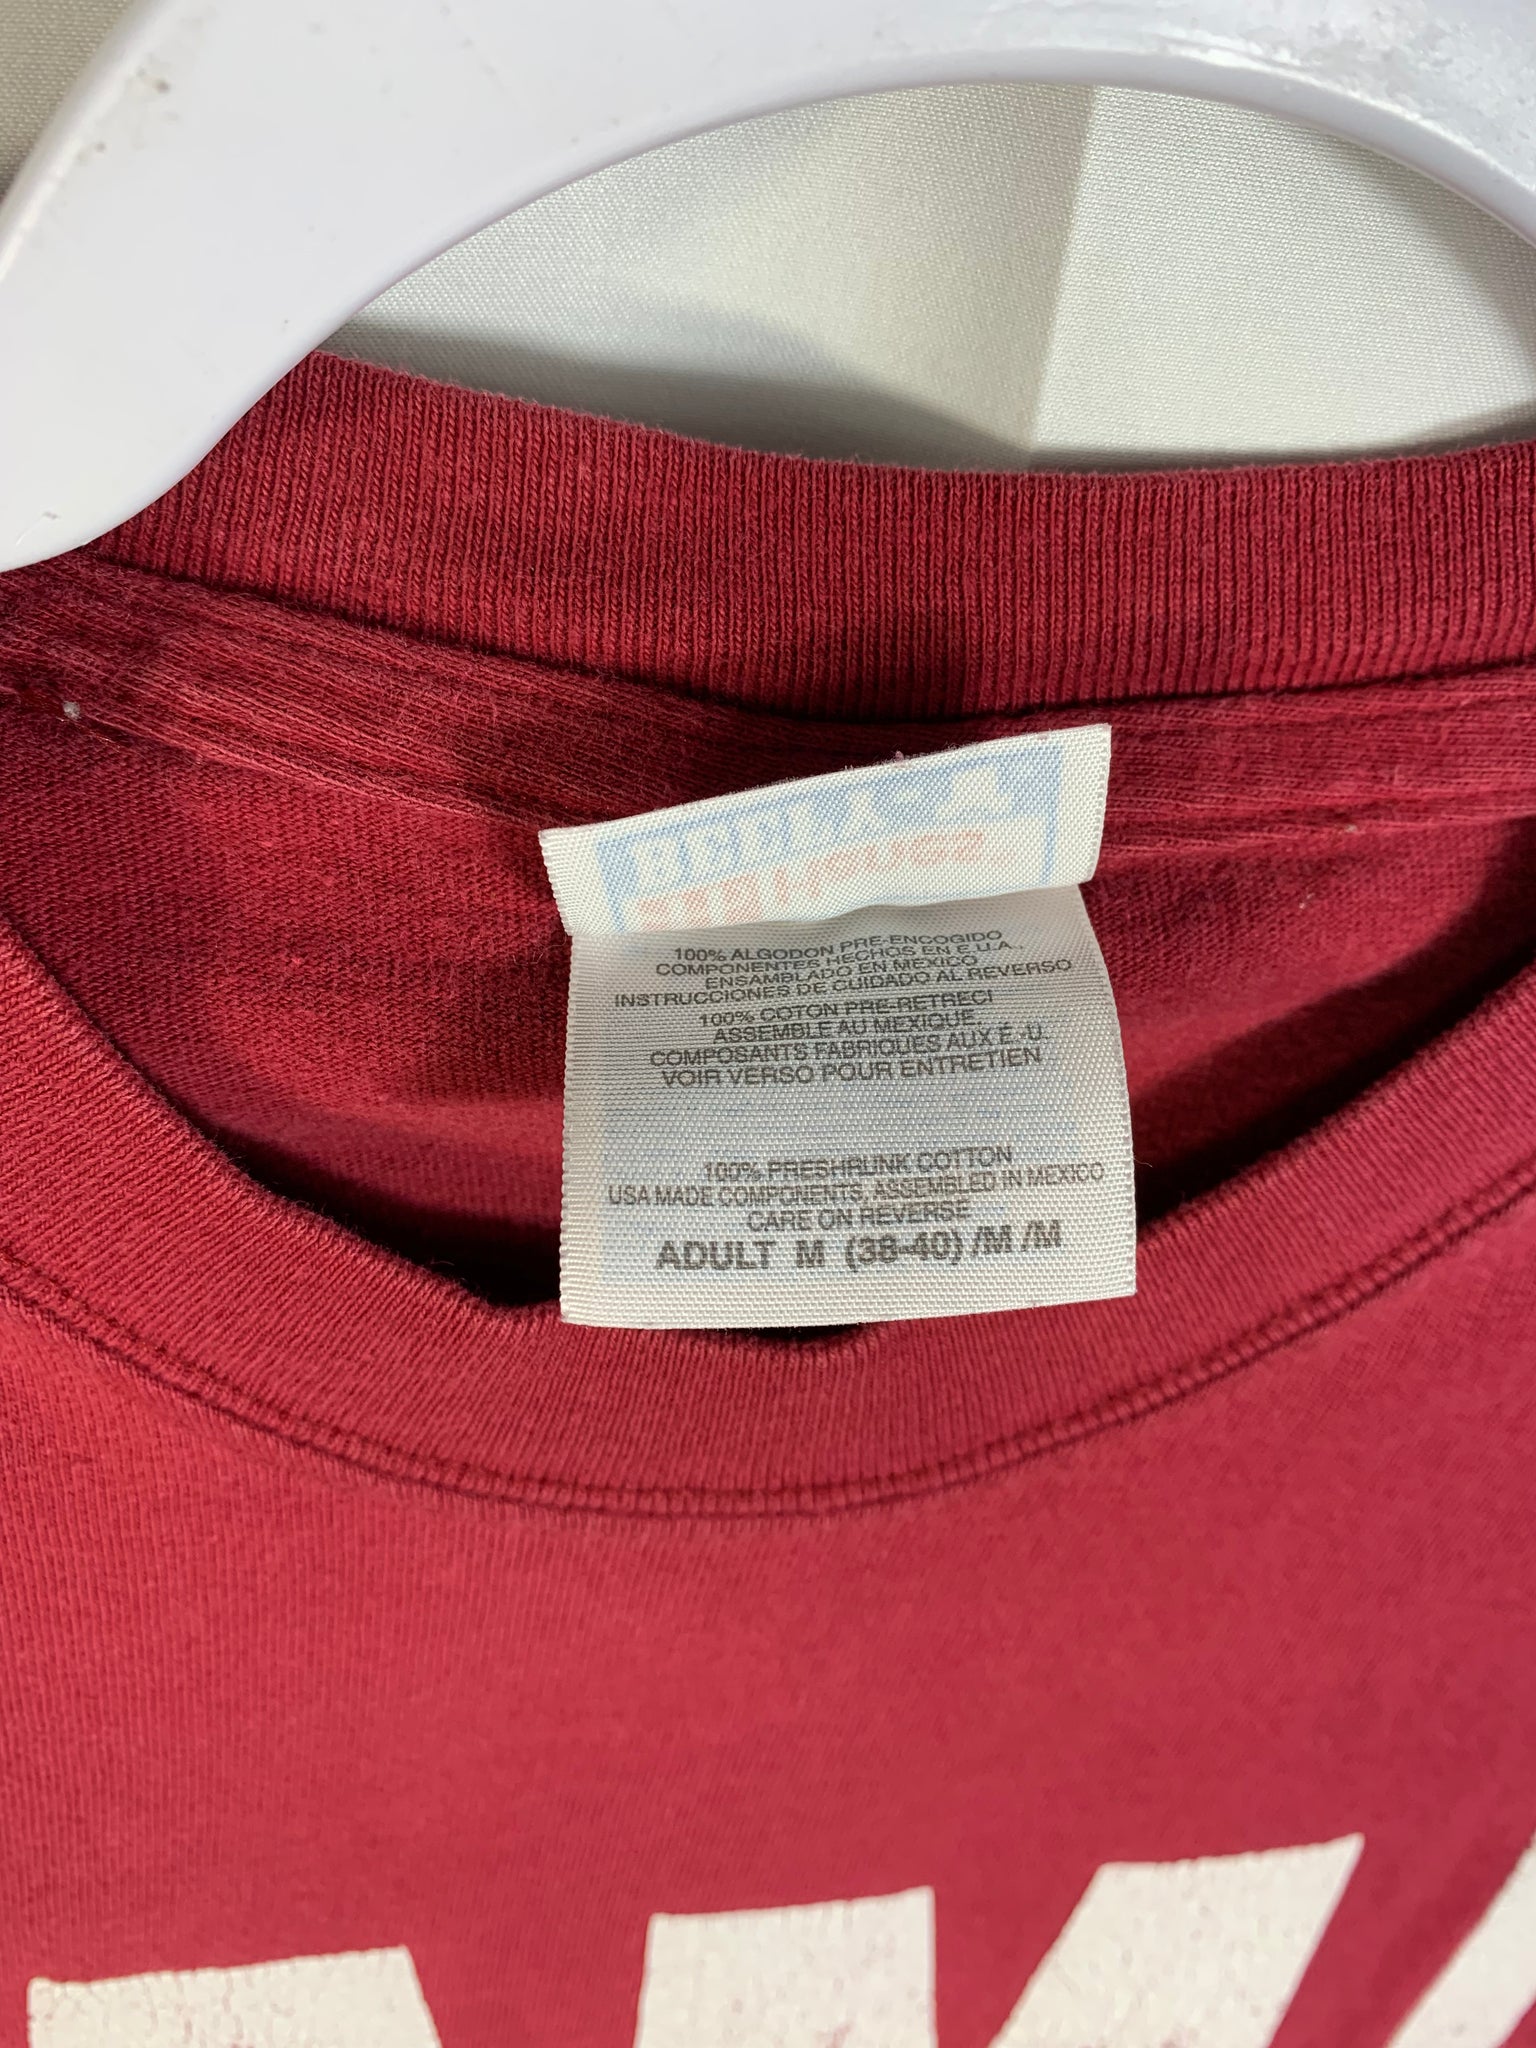 100% ALGODON PRE-ENCOGIDO
COMPONENTES HECHOS EN E.U.A.,
ENSAMBLADO EN MEXICO
INSTRUCCIONES DE CUIDADO AL REVERSO
100% COTON PRE-RETRECI
ASSEMBLE AU MEXIQUE.
COMPOSANTS FABRIQUES AUX É.-U.
VOIR VERSO POUR ENTRETIEN
100% PRESHRUNK COTTON
USA MADE COMPONENTS, ASSEMBLED IN MEXICO
CARE ON REVERSE
ADULT M (38-40) /M /M